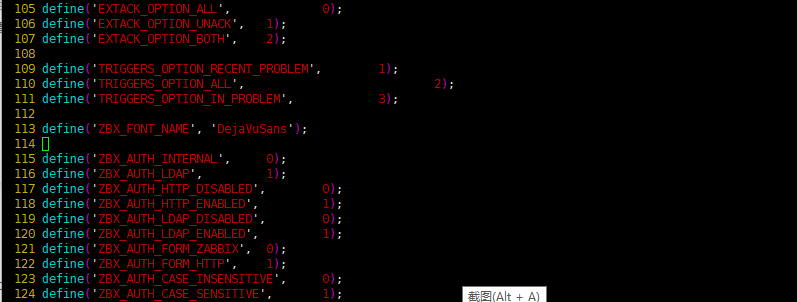 105 define('EXTACK_OPTION_ALL', 0);
106 define('EXTACK_OPTION_UNACK', 1);
107 define('EXTACK_OPTION_BOTH', 2);
108
109 define('TRIGGERS_OPTION_RECENT_PROBLEM', 1);
110 define('TRIGGERS_OPTION_ALL', 2);
111 define('TRIGGERS_OPTION_IN_PROBLEM', 3);
112
113 define('ZBX_FONT_NAME', 'DejaVuSans');
114
115 define('ZBX_AUTH_INTERNAL', 0);
116 define('ZBX_AUTH_LDAP', 1);
117 define('ZBX_AUTH_HTTP_DISABLED', 0);
118 define('ZBX_AUTH_HTTP_ENABLED', 1);
119 define('ZBX_AUTH_LDAP_DISABLED', 0);
120 define('ZBX_AUTH_LDAP_ENABLED', 1);
121 define('ZBX_AUTH_FORM_ZABBIX', 0);
122 define('ZBX_AUTH_FORM_HTTP', 1);
123 define('ZBX_AUTH_CASE_INSENSITIVE', 0);
124 define('ZBX_AUTH_CASE_SENSITIVE', 1);
截图(Alt + A)